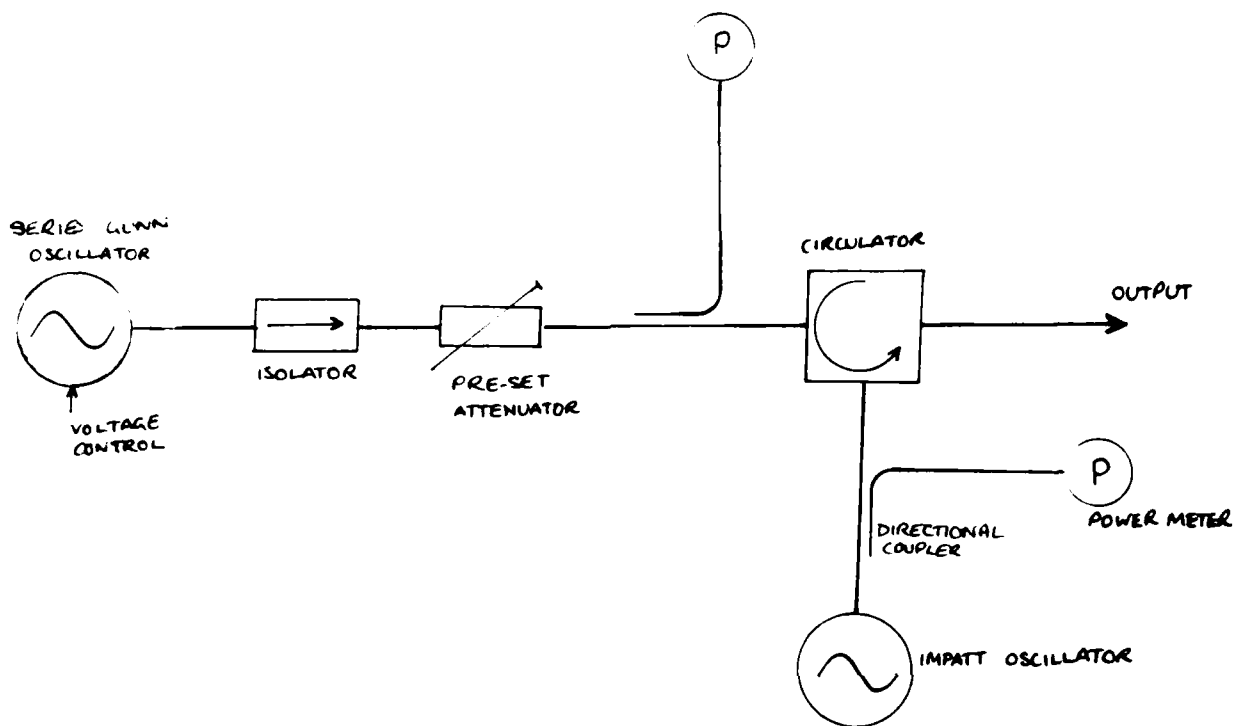 P
SERIE GUNN
OSCILLATOR
CIRCULATOR
OUTPUT
ISOLATOR
PRE-SET
ATTENUATOR
VOLTAGE
CONTROL
P
POWER METER
DIRECTIONAL
COUPLER
IMPATT OSCILLATOR